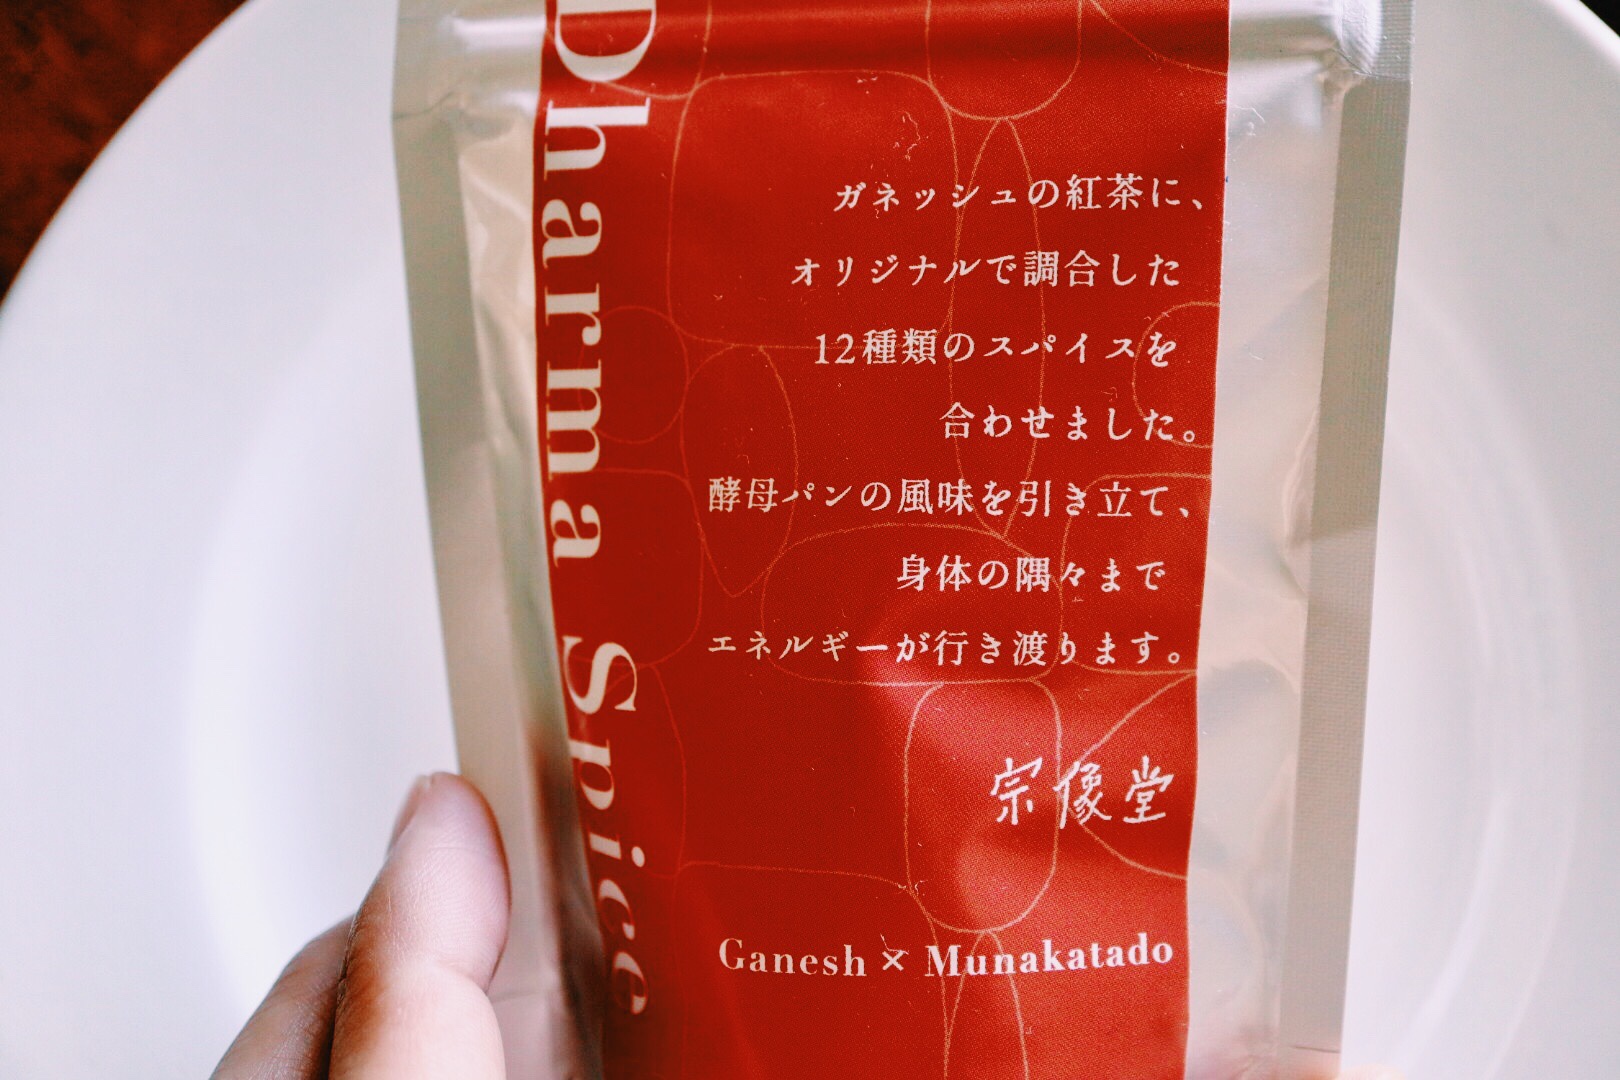 Dharma Spice
ガネッシュの紅茶に、
オリジナルで調合した
12種類のスパイスを
合わせました。
酵母パンの風味を引き立て、
身体の隅々まで
エネルギーが行き渡ります。
宗像堂
Ganesh × Munakatado